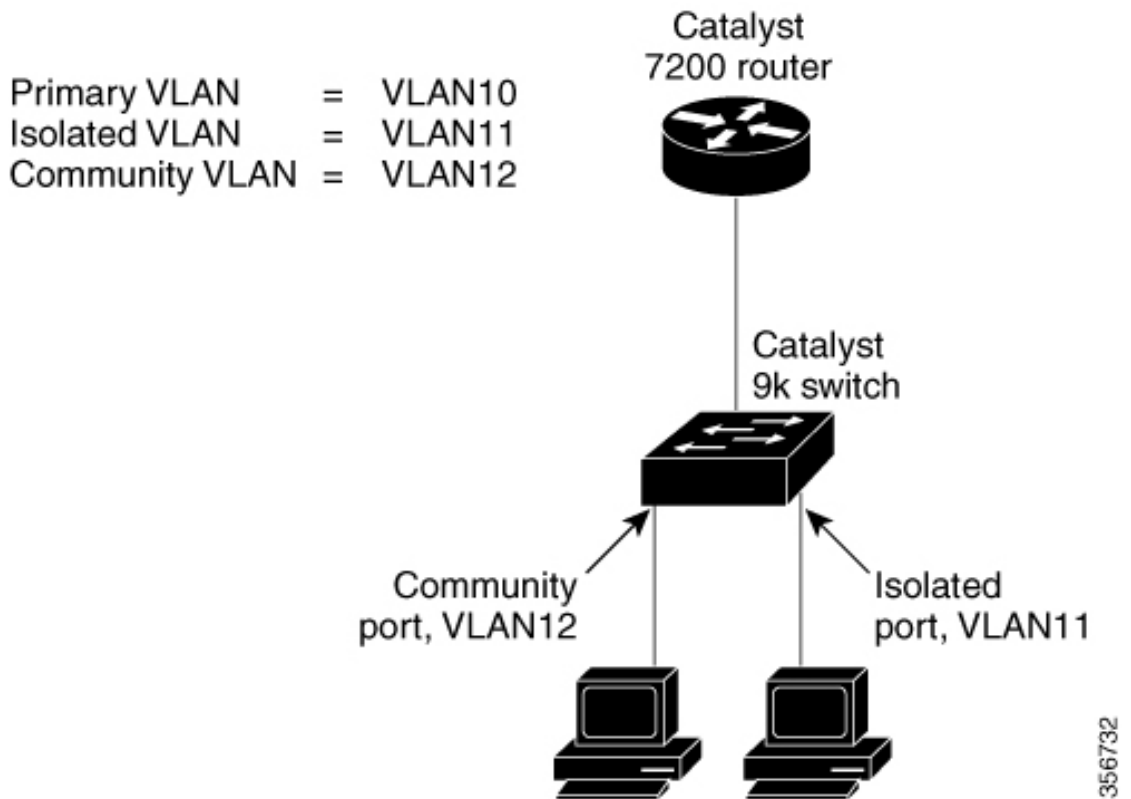 Catalyst
7200 router
Primary VLAN = VLAN10
Isolated VLAN = VLAN11
Community VLAN = VLAN12
Catalyst
9k switch
Community
port, VLAN12
Isolated
port, VLAN11
356732